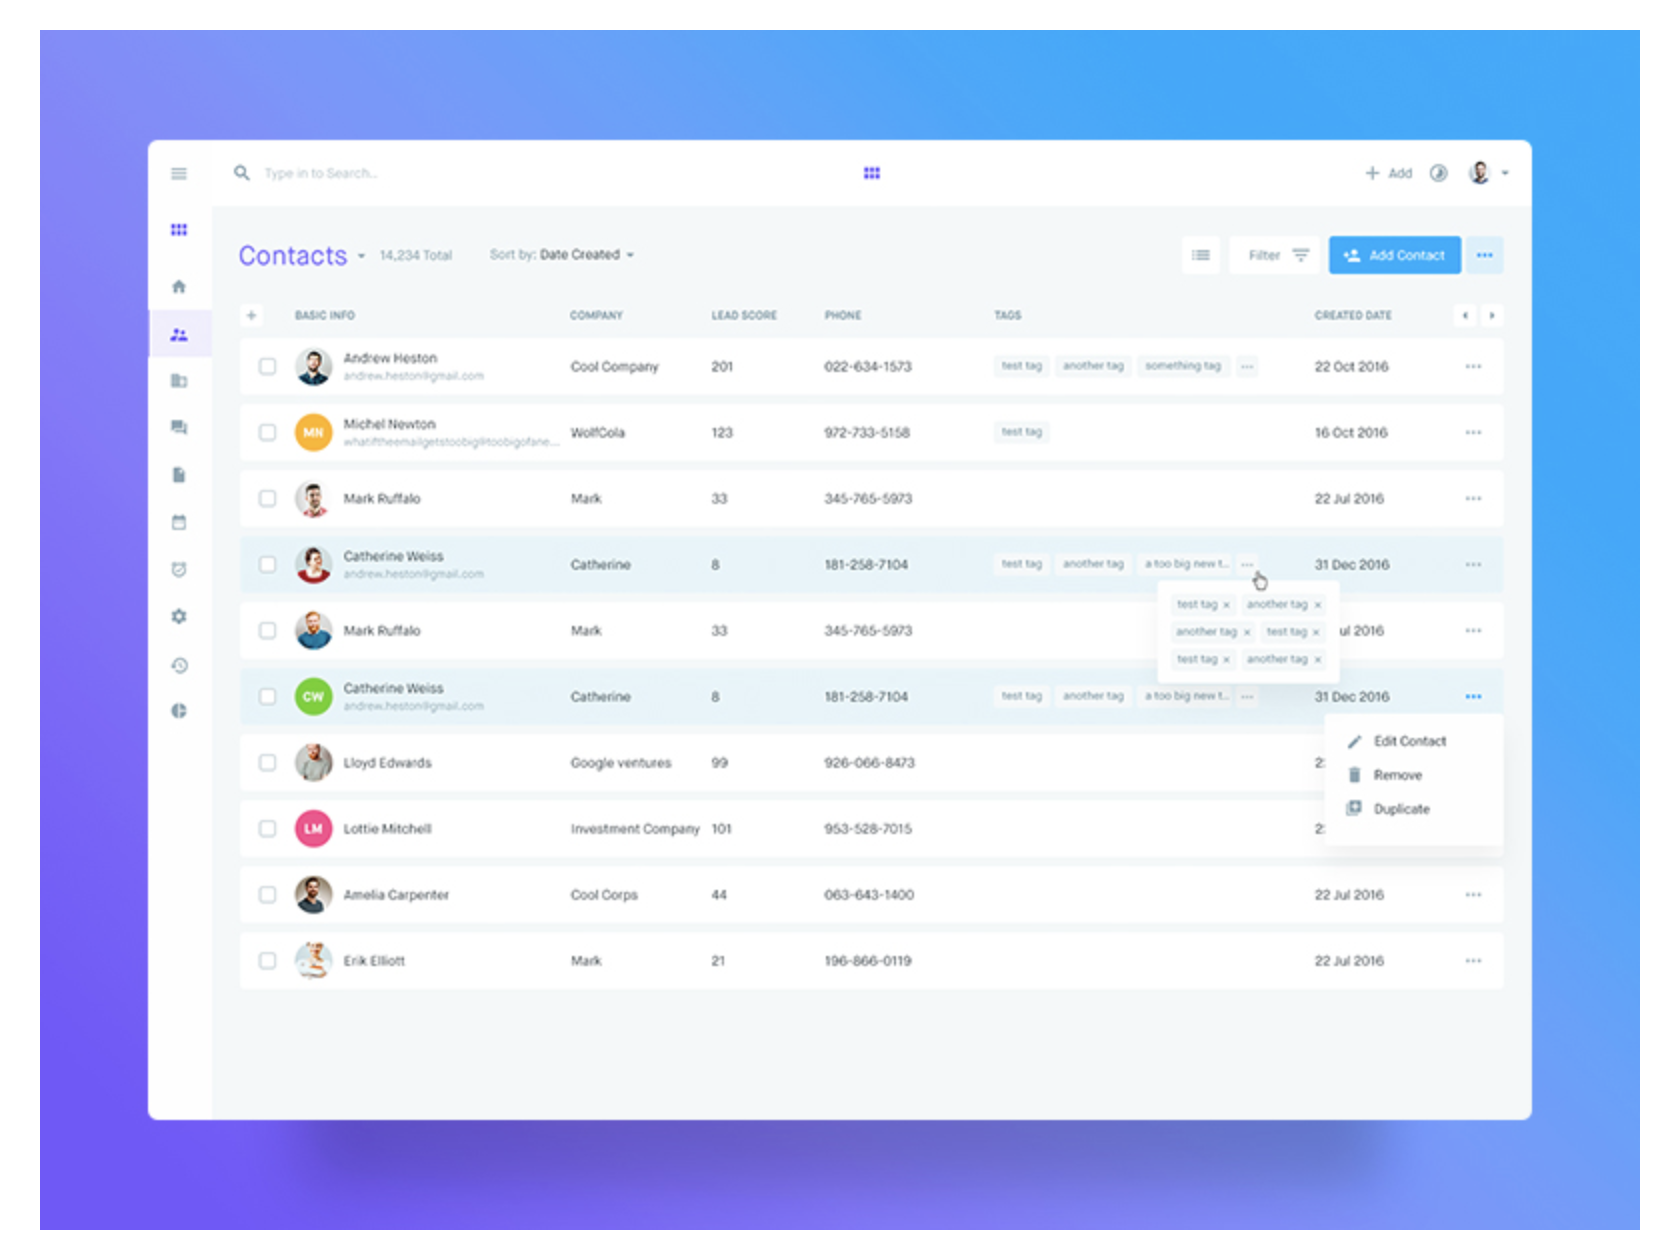 Type in to Search...
Add
Contacts 14,234 Total Sort by: Date Created
Filter
Add Contact
BASIC INFO COMPANY LEAD SCORE PHONE TAGS CREATED DATE
Andrew Heston
andrew.heston@gmail.com
Cool Company 201 022-634-1573 test tag another tag something tag ... 22 Oct 2016
MN
Michel Newton
whatiftheemailgetstoobig@toobigofane...
WolfCola 123 972-733-5158 test tag 16 Oct 2016
Mark Ruffalo Mark 33 345-765-5973 22 Jul 2016
Catherine Weiss
andrew.heston@gmail.com
Catherine 8 181-258-7104 test tag another tag a too big new t... 31 Dec 2016
test tag × another tag ×
another tag × test tag ×
test tag × another tag ×
Mark Ruffalo Mark 33 345-765-5973 ul 2016
CW
Catherine Weiss
andrew.heston@gmail.com
Catherine 8 181-258-7104 test tag another tag a too big new t... 31 Dec 2016
Edit Contact
Remove
Duplicate
Lloyd Edwards Google ventures 99 926-066-8473
LM Lottie Mitchell Investment Company 101 953-528-7015
Amelia Carpenter Cool Corps 44 063-643-1400 22 Jul 2016
Erik Elliott Mark 21 196-866-0119 22 Jul 2016